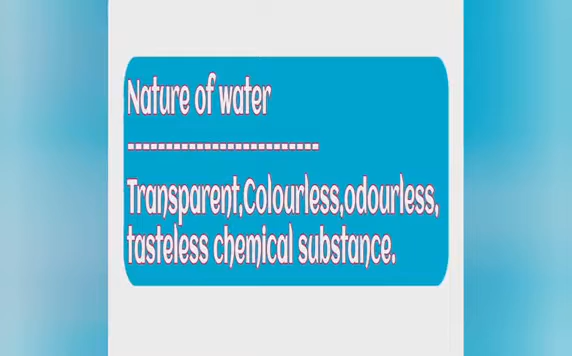 Nature of water
-------------------------
Transparent,Colourless,odourless,
tasteless chemical substance.